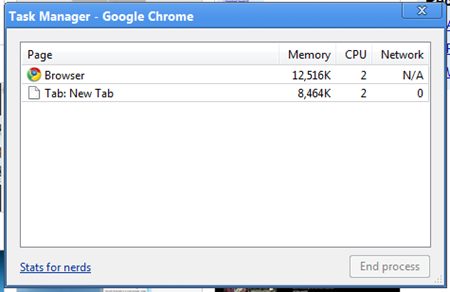 Task Manager - Google Chrome
Page Memory CPU Network
Browser 12,516K 2 N/A
Tab: New Tab 8,464K 2 0
Stats for nerds End process